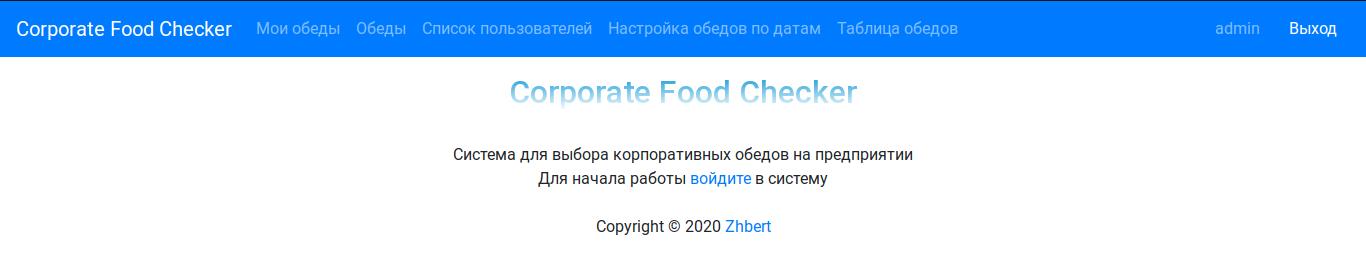 Corporate Food Checker Мои обеды Обеды Список пользователей Настройка обедов по датам Таблица обедов admin Выход
Corporate Food Checker
Система для выбора корпоративных обедов на предприятии
Для начала работы войдите в систему
Copyright © 2020 Zhbert